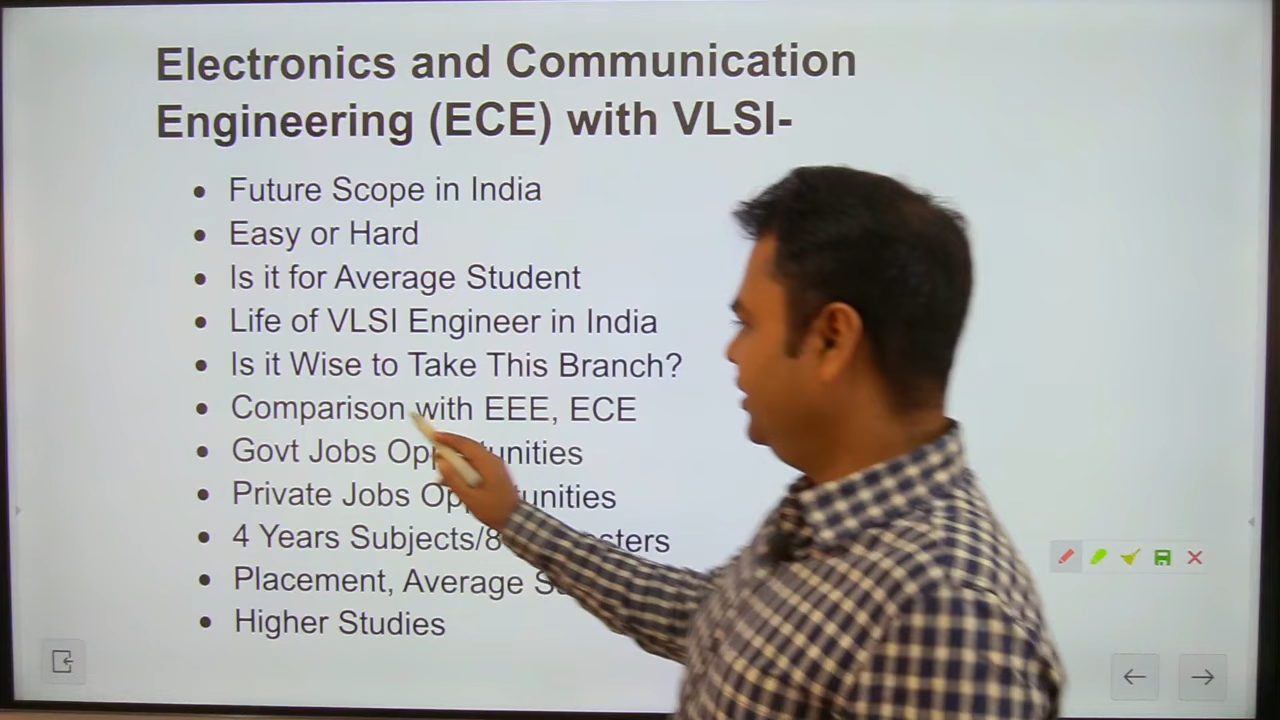 Electronics and Communication
Engineering (ECE) with VLSI-
• Future Scope in India
• Easy or Hard
• Is it for Average Student
• Life of VLSI Engineer in India
• Is it Wise to Take This Branch?
• Comparison with EEE, ECE
• Govt Jobs
• Private Jobs
• 4 Years Subjects/8
• Placement, Average
• Higher Studies